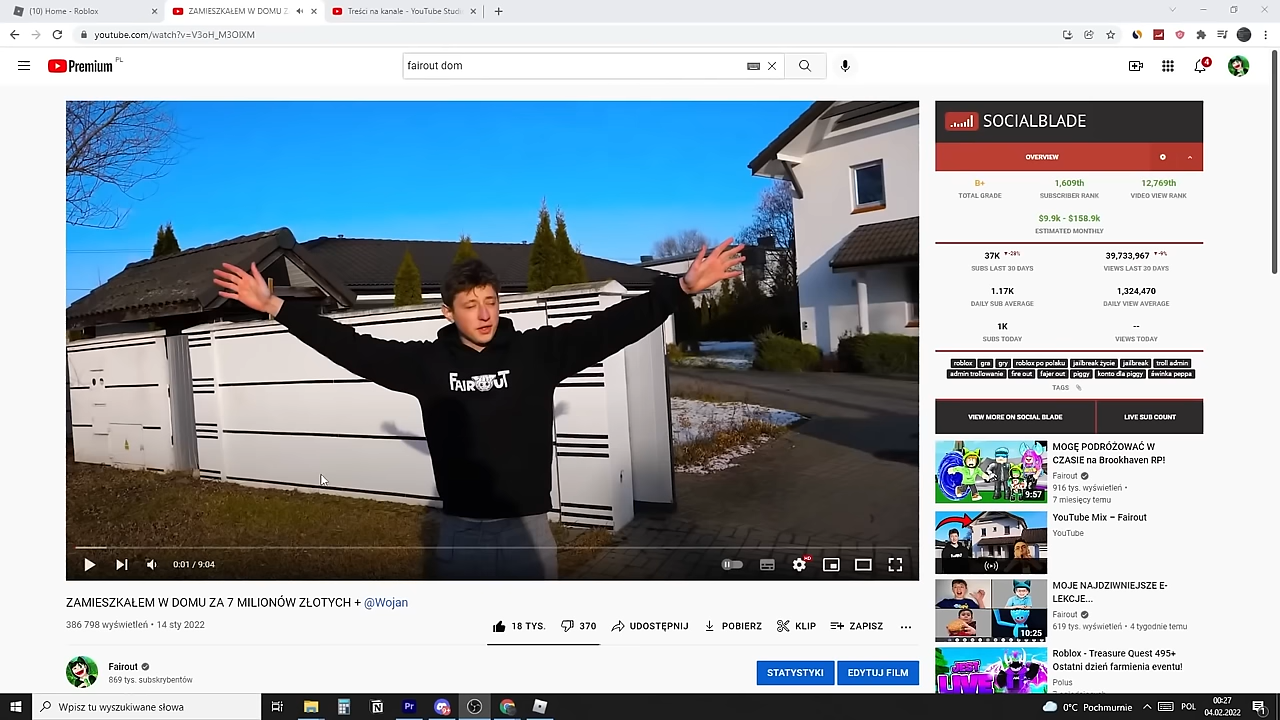 (10) Home - Roblox
ZAMIESZKAŁEM W DOMU Z
Treści na kanale - YouTube Studi
youtube.com/watch?v=V3oH_M3OIXM
Premium PL
fairout dom
4
SOCIALBLADE
OVERVIEW
B+ 1,609th 12,769th
TOTAL GRADE SUBSCRIBER RANK VIDEO VIEW RANK
$9.9k - $158.9k
ESTIMATED MONTHLY
37K ▼-28% 39,733,967 ▼-9%
SUBS LAST 30 DAYS VIEWS LAST 30 DAYS
1.17K 1,324,470
DAILY SUB AVERAGE DAILY VIEW AVERAGE
1K --
SUBS TODAY VIEWS TODAY
roblox gra gry roblox po polsku jailbreak życie jailbreak troll admin
admin trollowanie fire out fajer out piggy konto dla piggy świnka peppa
TAGS
VIEW MORE ON SOCIAL BLADE LIVE SUB COUNT
FAIROUT
0:01 / 9:04
HD
ZAMIESZKAŁEM W DOMU ZA 7 MILIONÓW ZŁOTYCH + @Wojan
386 798 wyświetleń • 14 sty 2022
18 TYS. 370 UDOSTĘPNIJ POBIERZ KLIP ZAPISZ ...
Fairout
869 tys. subskrybentów
STATYSTYKI EDYTUJ FILM
MOGĘ PODRÓŻOWAĆ W
CZASIE na Brookhaven RP!
Fairout
916 tys. wyświetleń •
7 miesięcy temu
9:57
YouTube Mix – Fairout
YouTube
MOJE NAJDZIWNIEJSZE E-
LEKCJE...
Fairout
619 tys. wyświetleń • 4 tygodnie temu
10:25
Roblox - Treasure Quest 495+
Ostatni dzień farmienia eventu!
Polus
JEST
LIVE
Wpisz tu wyszukiwane słowa
0°C Pochmurnie
POL
00:27
04.02.2022
1